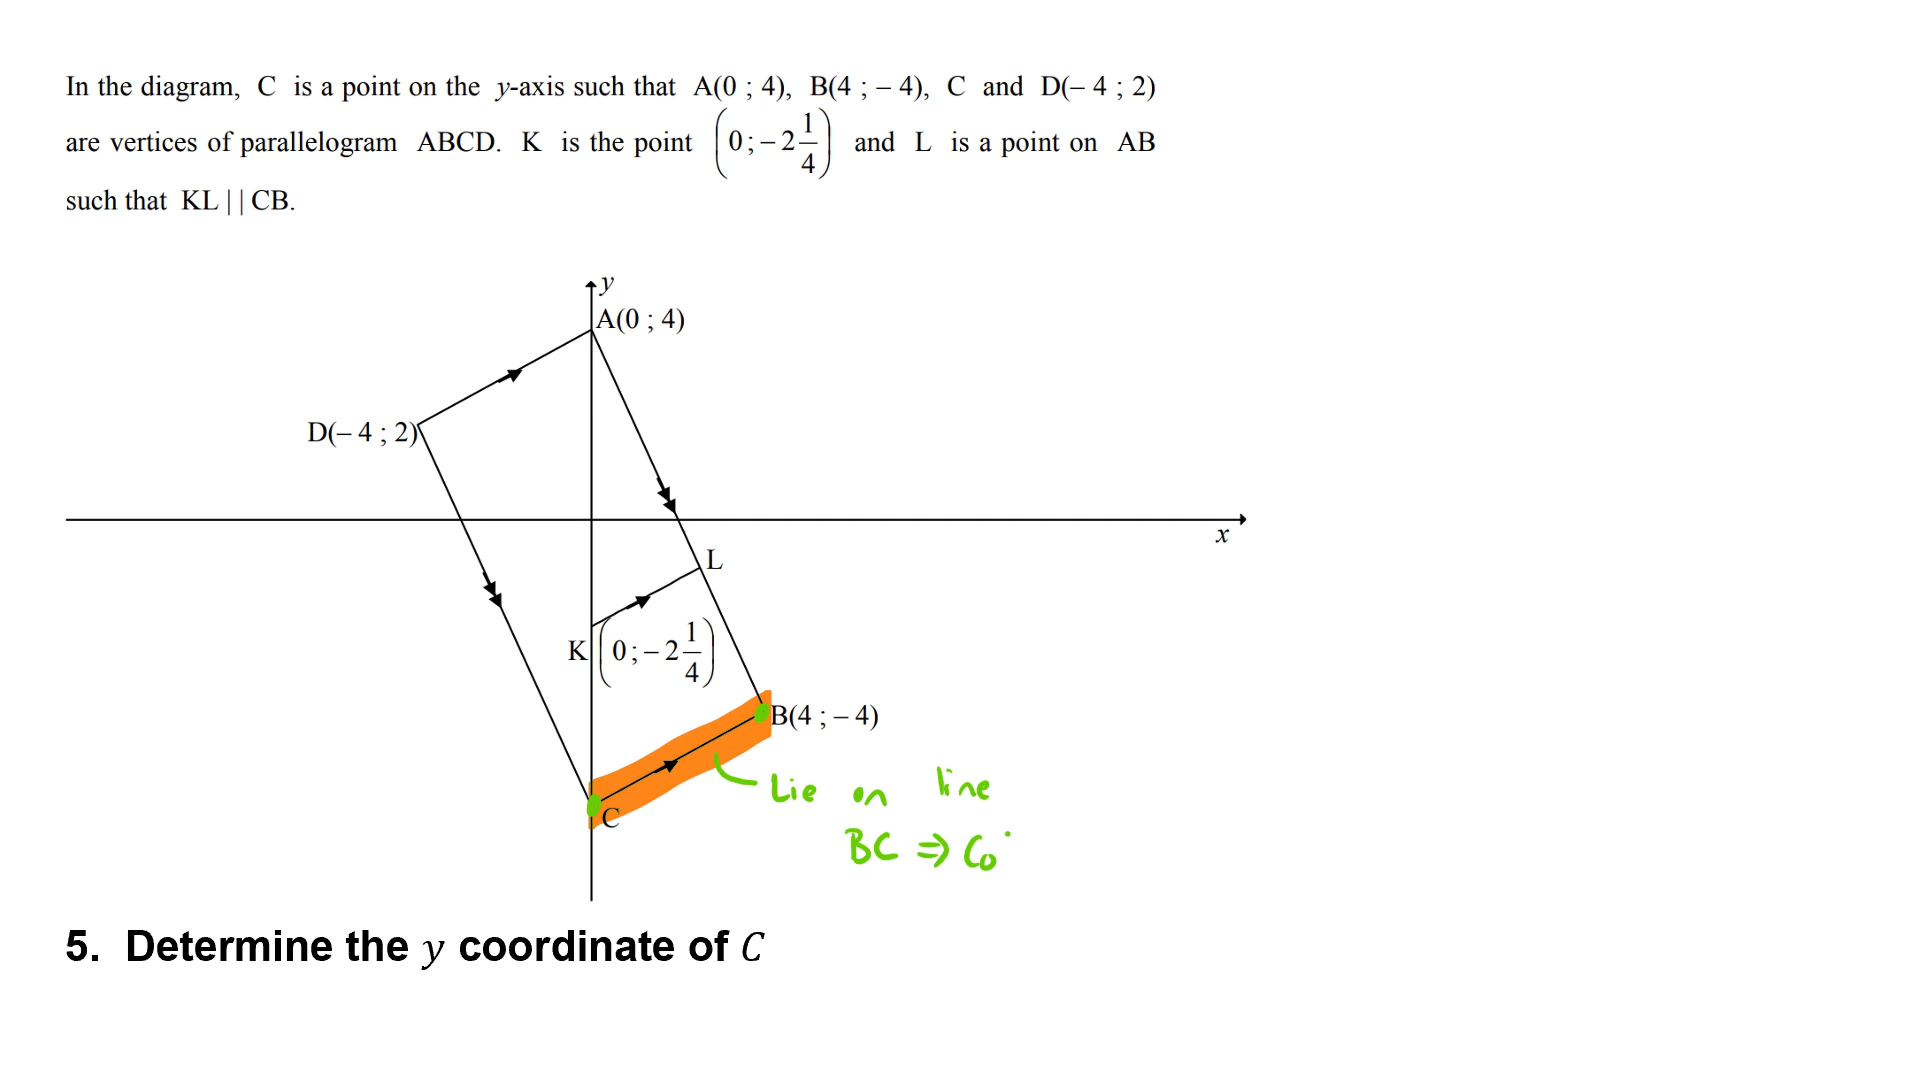 In the diagram, C is a point on the y-axis such that A(0 ; 4), B(4 ; – 4), C and D(– 4 ; 2)
are vertices of parallelogram ABCD. K is the point (0; – 2 1/4) and L is a point on AB
such that KL | | CB.
y
A(0 ; 4)
D(– 4 ; 2)
x
L
K (0; – 2 1/4)
B(4 ; – 4)
C
Lie on line
BC ⇒ Co
5. Determine the y coordinate of C